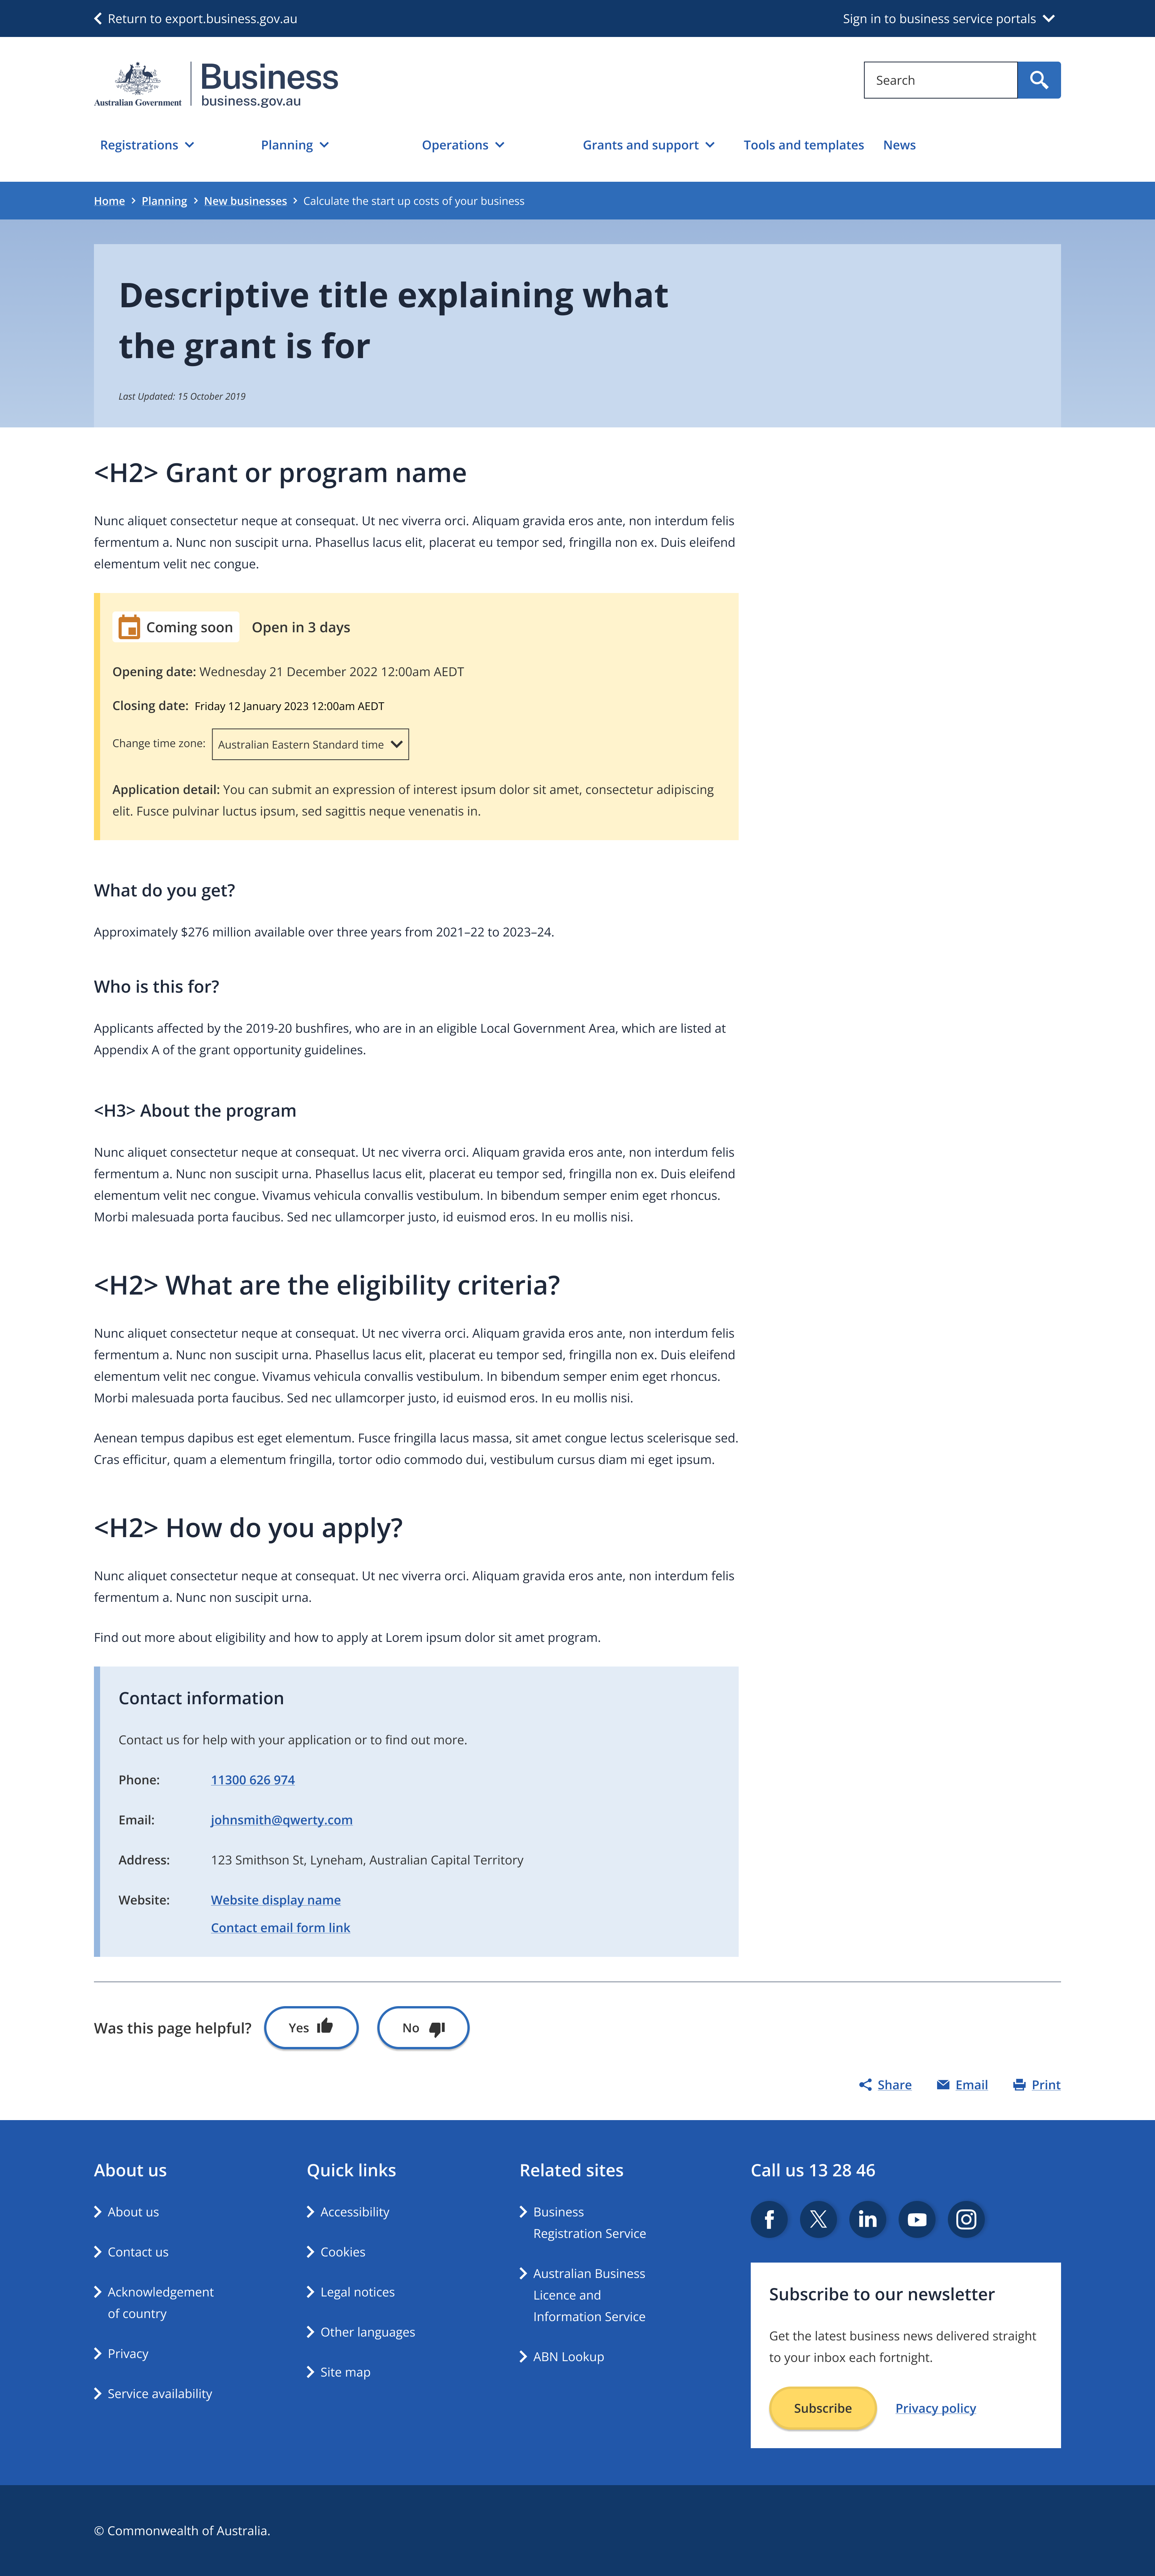 Return to export.business.gov.au
Sign in to business service portals
Australian Government
Business
business.gov.au
Search
Registrations
Planning
Operations
Grants and support
Tools and templates
News
Home > Planning > New businesses > Calculate the start up costs of your business
Descriptive title explaining what
the grant is for
Last Updated: 15 October 2019
<H2> Grant or program name
Nunc aliquet consectetur neque at consequat. Ut nec viverra orci. Aliquam gravida eros ante, non interdum felis
fermentum a. Nunc non suscipit urna. Phasellus lacus elit, placerat eu tempor sed, fringilla non ex. Duis eleifend
elementum velit nec congue.
Coming soon
Open in 3 days
Opening date: Wednesday 21 December 2022 12:00am AEDT
Closing date: Friday 12 January 2023 12:00am AEDT
Change time zone: Australian Eastern Standard time
Application detail: You can submit an expression of interest ipsum dolor sit amet, consectetur adipiscing
elit. Fusce pulvinar luctus ipsum, sed sagittis neque venenatis in.
What do you get?
Approximately $276 million available over three years from 2021–22 to 2023–24.
Who is this for?
Applicants affected by the 2019-20 bushfires, who are in an eligible Local Government Area, which are listed at
Appendix A of the grant opportunity guidelines.
<H3> About the program
Nunc aliquet consectetur neque at consequat. Ut nec viverra orci. Aliquam gravida eros ante, non interdum felis
fermentum a. Nunc non suscipit urna. Phasellus lacus elit, placerat eu tempor sed, fringilla non ex. Duis eleifend
elementum velit nec congue. Vivamus vehicula convallis vestibulum. In bibendum semper enim eget rhoncus.
Morbi malesuada porta faucibus. Sed nec ullamcorper justo, id euismod eros. In eu mollis nisi.
<H2> What are the eligibility criteria?
Nunc aliquet consectetur neque at consequat. Ut nec viverra orci. Aliquam gravida eros ante, non interdum felis
fermentum a. Nunc non suscipit urna. Phasellus lacus elit, placerat eu tempor sed, fringilla non ex. Duis eleifend
elementum velit nec congue. Vivamus vehicula convallis vestibulum. In bibendum semper enim eget rhoncus.
Morbi malesuada porta faucibus. Sed nec ullamcorper justo, id euismod eros. In eu mollis nisi.
Aenean tempus dapibus est eget elementum. Fusce fringilla lacus massa, sit amet congue lectus scelerisque sed.
Cras efficitur, quam a elementum fringilla, tortor odio commodo dui, vestibulum cursus diam mi eget ipsum.
<H2> How do you apply?
Nunc aliquet consectetur neque at consequat. Ut nec viverra orci. Aliquam gravida eros ante, non interdum felis
fermentum a. Nunc non suscipit urna.
Find out more about eligibility and how to apply at Lorem ipsum dolor sit amet program.
Contact information
Contact us for help with your application or to find out more.
Phone: 11300 626 974
Email: johnsmith@qwerty.com
Address: 123 Smithson St, Lyneham, Australian Capital Territory
Website: Website display name
Contact email form link
Was this page helpful?
Yes
No
Share
Email
Print
About us
About us
Contact us
Acknowledgement
of country
Privacy
Service availability
Quick links
Accessibility
Cookies
Legal notices
Other languages
Site map
Related sites
Business
Registration Service
Australian Business
Licence and
Information Service
ABN Lookup
Call us 13 28 46
Subscribe to our newsletter
Get the latest business news delivered straight
to your inbox each fortnight.
Subscribe
Privacy policy
© Commonwealth of Australia.